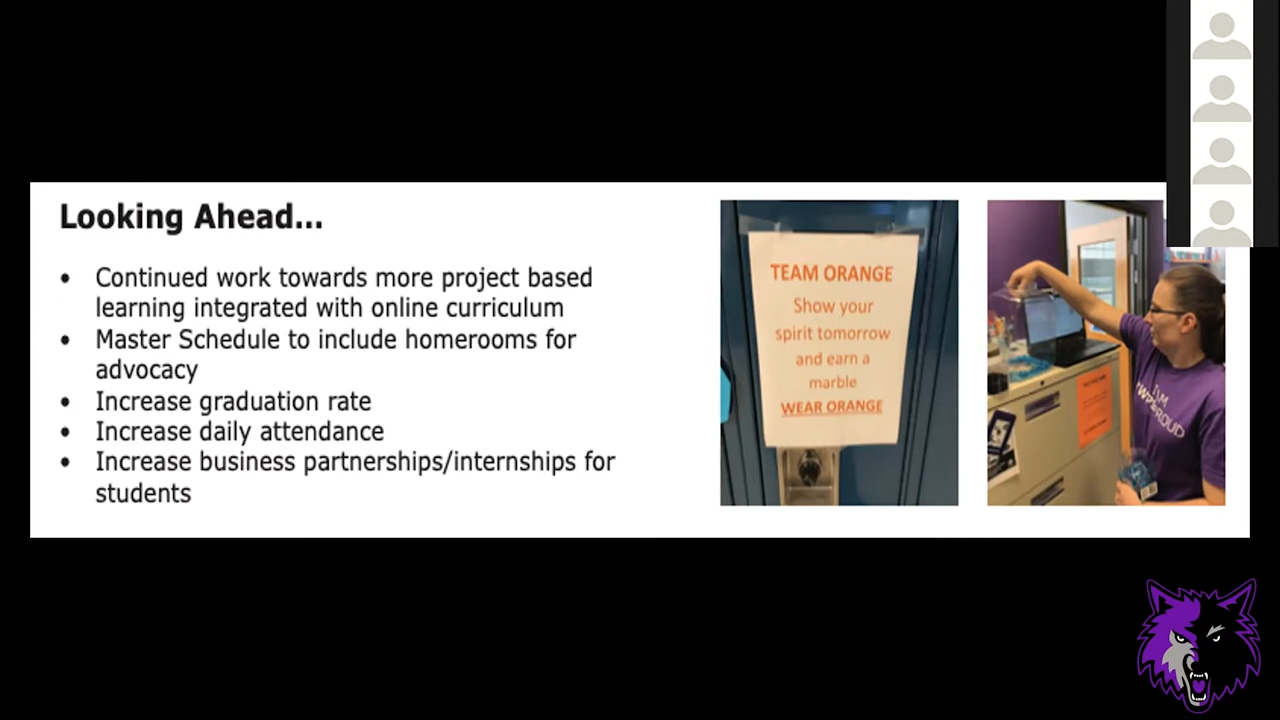 Looking Ahead...
• Continued work towards more project based
learning integrated with online curriculum
• Master Schedule to include homerooms for
advocacy
• Increase graduation rate
• Increase daily attendance
• Increase business partnerships/internships for
students
TEAM ORANGE
Show your
spirit tomorrow
and earn a
marble
WEAR ORANGE